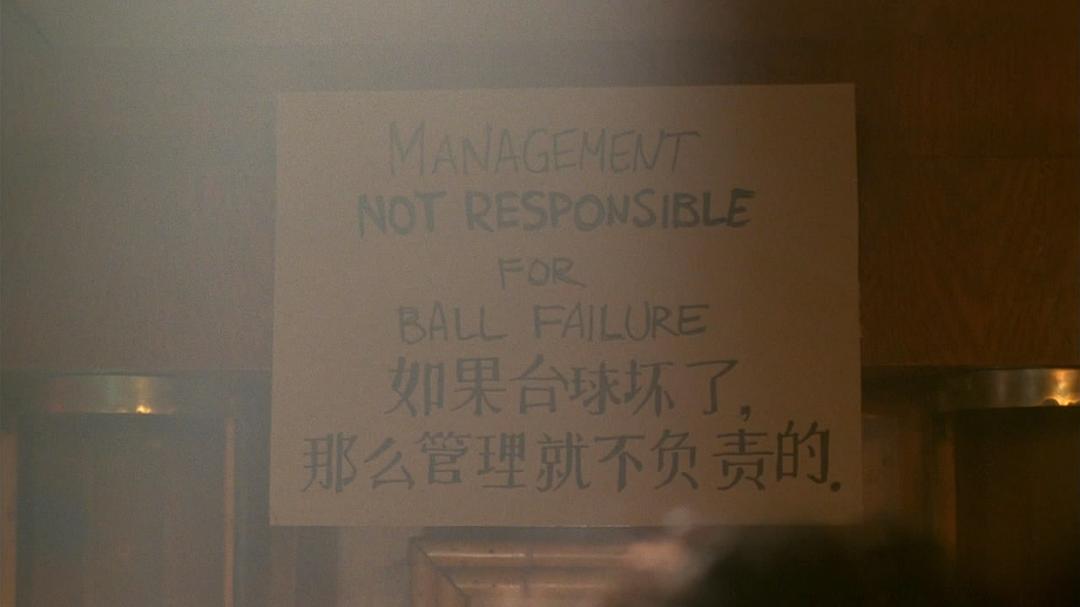 MANAGEMENT
NOT RESPONSIBLE
FOR
BALL FAILURE
如果台球坏了,
那么管理就不负责的.